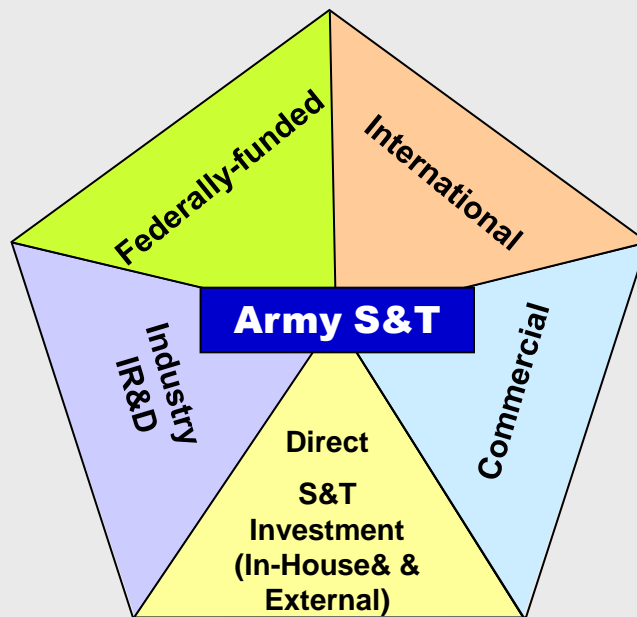 Federally-funded
International
Army S&T
Industry
IR&D
Commercial
Direct
S&T
Investment
(In-House& &
External)